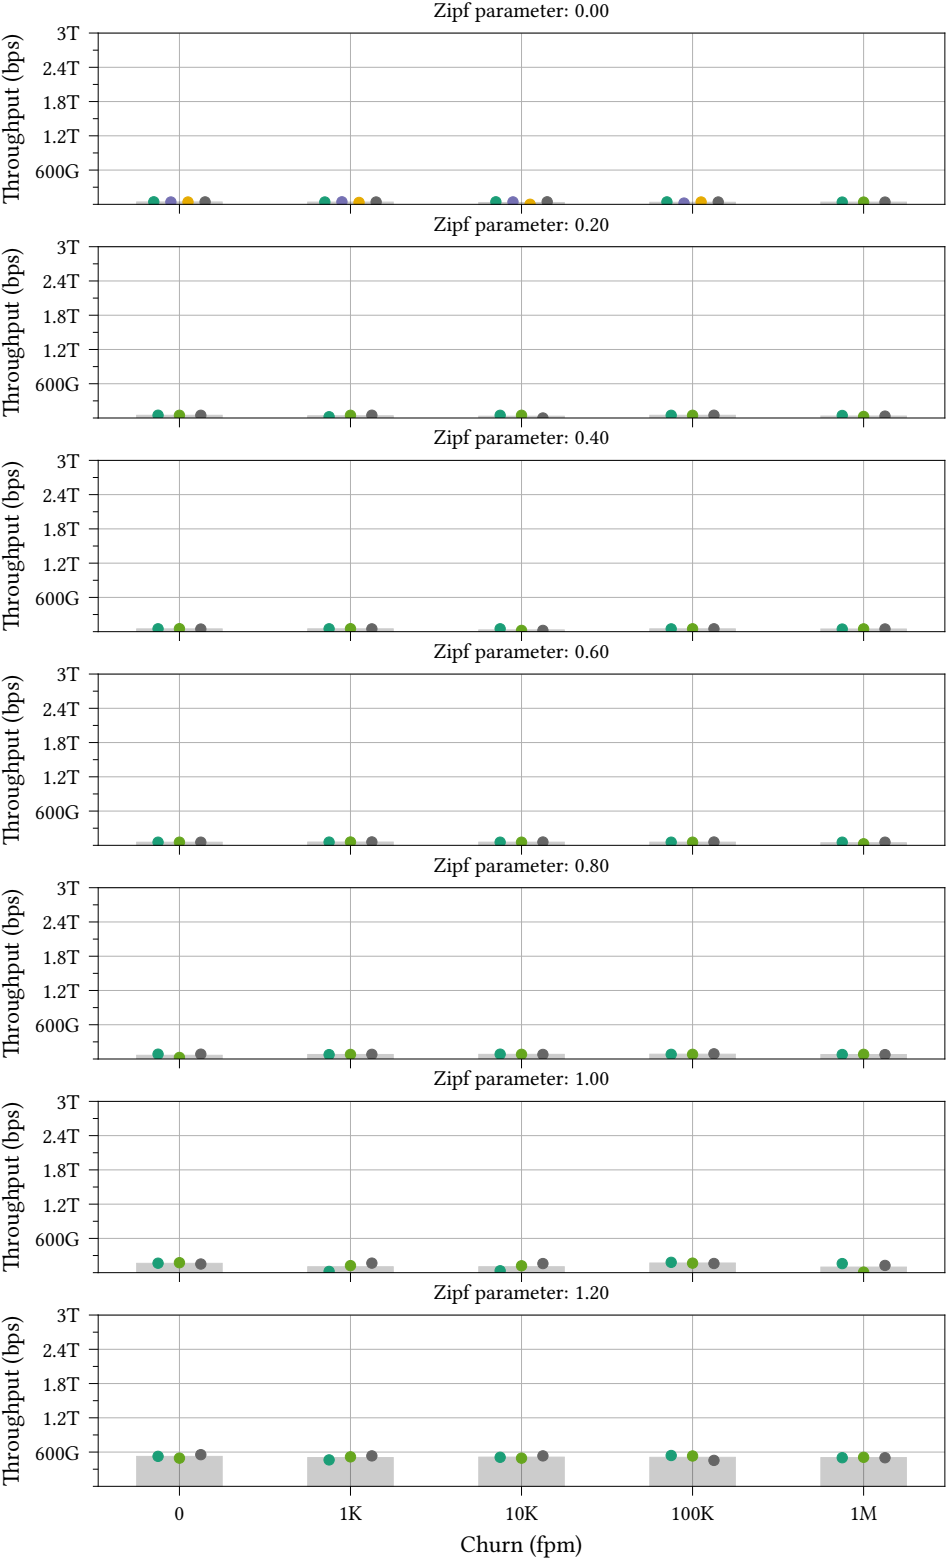 Zipf parameter: 0.00
Throughput (bps)
3T
2.4T
1.8T
1.2T
600G
Zipf parameter: 0.20
Throughput (bps)
3T
2.4T
1.8T
1.2T
600G
Zipf parameter: 0.40
Throughput (bps)
3T
2.4T
1.8T
1.2T
600G
Zipf parameter: 0.60
Throughput (bps)
3T
2.4T
1.8T
1.2T
600G
Zipf parameter: 0.80
Throughput (bps)
3T
2.4T
1.8T
1.2T
600G
Zipf parameter: 1.00
Throughput (bps)
3T
2.4T
1.8T
1.2T
600G
Zipf parameter: 1.20
Throughput (bps)
3T
2.4T
1.8T
1.2T
600G
0 1K 10K 100K 1M
Churn (fpm)